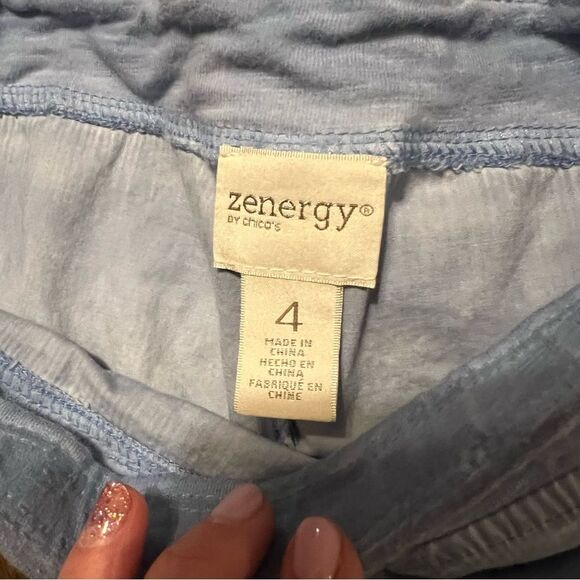 zenergy®
BY CHICO'S
4
MADE IN
CHINA
HECHO EN
CHINA
FABRIQUÉ EN
CHINE